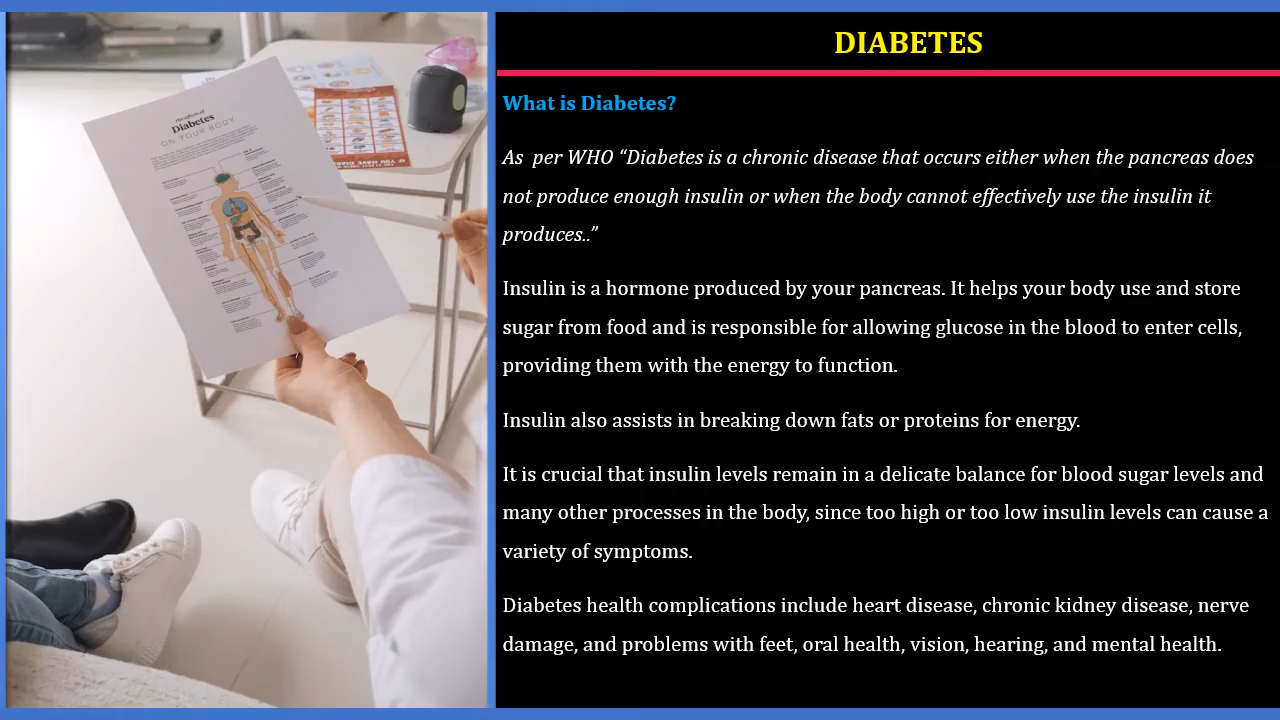 DIABETES
What is Diabetes?
As  per WHO “Diabetes is a chronic disease that occurs either when the pancreas does
not produce enough insulin or when the body cannot effectively use the insulin it
produces..”
Insulin is a hormone produced by your pancreas. It helps your body use and store
sugar from food and is responsible for allowing glucose in the blood to enter cells,
providing them with the energy to function.
Insulin also assists in breaking down fats or proteins for energy.
It is crucial that insulin levels remain in a delicate balance for blood sugar levels and
many other processes in the body, since too high or too low insulin levels can cause a
variety of symptoms.
Diabetes health complications include heart disease, chronic kidney disease, nerve
damage, and problems with feet, oral health, vision, hearing, and mental health.
The Effects of
Diabetes
ON YOUR BODY
IF YOU HAVE DIAB